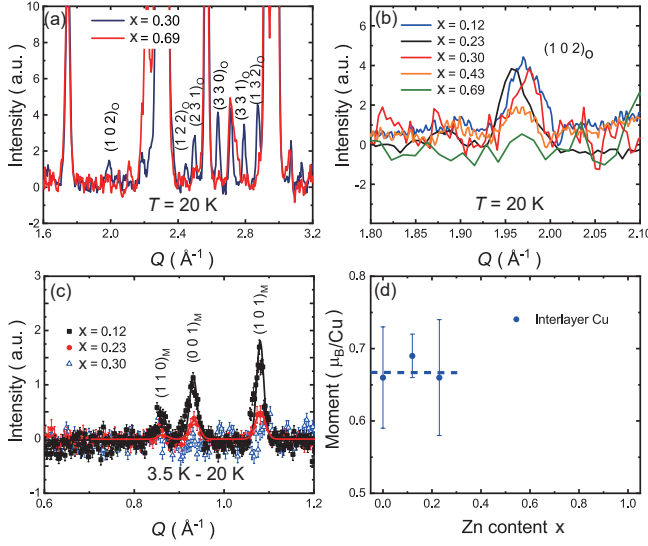 (a)
x = 0.30
x = 0.69
(1 0 2)O
(1 2 2)O
(2 3 1)O
(3 3 0)O
(3 3 1)O
(1 3 2)O
T = 20 K
Intensity ( a.u. )
10
8
6
4
2
0
-2
1.6 2.0 2.4 2.8 3.2
Q ( Å-1 )
(b)
x = 0.12
x = 0.23
x = 0.30
x = 0.43
x = 0.69
(1 0 2)O
T = 20 K
Intensity ( a.u. )
8
6
4
2
0
-2
1.80 1.85 1.90 1.95 2.00 2.05 2.10
Q ( Å-1 )
(c)
x = 0.12
x = 0.23
x = 0.30
(1 1 0)M
(0 0 1)M
(1 0 1)M
3.5 K - 20 K
Intensity ( a.u. )
3
2
1
0
-1
0.6 0.8 1.0 1.2
Q ( Å-1 )
(d)
Interlayer Cu
Moment ( μB/Cu )
0.8
0.7
0.6
0.5
0.0 0.2 0.4 0.6 0.8 1.0
Zn content x